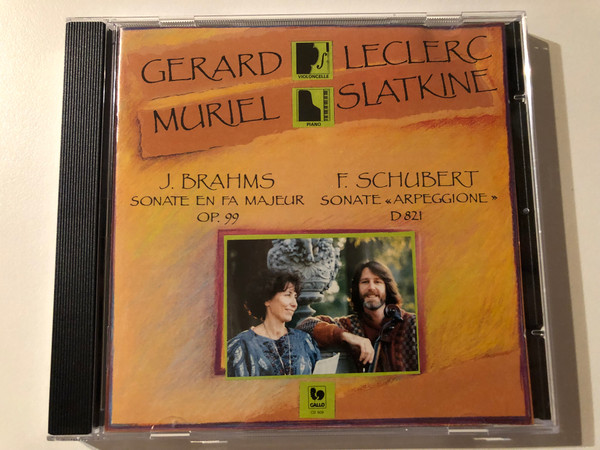 GERARD LECLERC
VIOLONCELLE
MURIEL SLATKINE
PIANO
J. BRAHMS
SONATE EN FA MAJEUR
OP. 99
F. SCHUBERT
SONATE «ARPEGGIONE»
D 821
GALLO